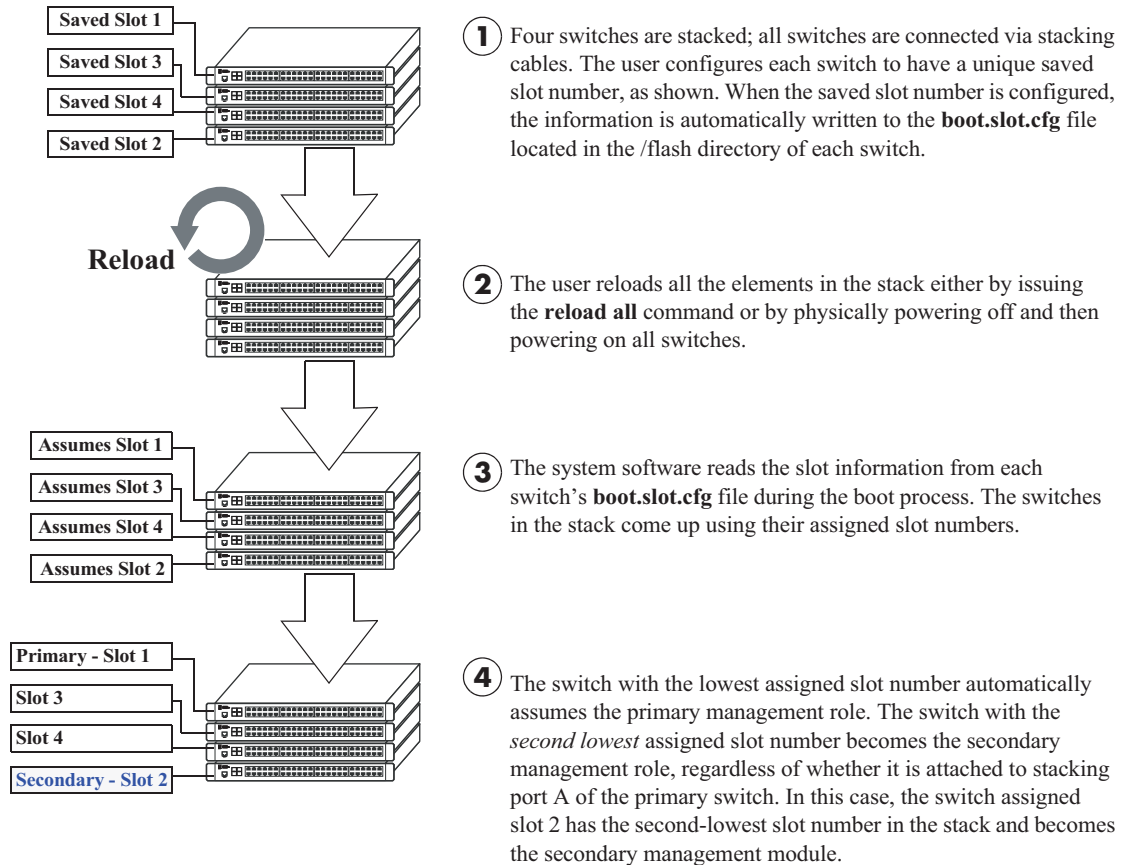 Saved Slot 1
Saved Slot 3
Saved Slot 4
Saved Slot 2
1 Four switches are stacked; all switches are connected via stacking
cables. The user configures each switch to have a unique saved
slot number, as shown. When the saved slot number is configured,
the information is automatically written to the boot.slot.cfg file
located in the /flash directory of each switch.
Reload
2 The user reloads all the elements in the stack either by issuing
the reload all command or by physically powering off and then
powering on all switches.
Assumes Slot 1
Assumes Slot 3
Assumes Slot 4
Assumes Slot 2
3 The system software reads the slot information from each
switch’s boot.slot.cfg file during the boot process. The switches
in the stack come up using their assigned slot numbers.
Primary - Slot 1
Slot 3
Slot 4
Secondary - Slot 2
4 The switch with the lowest assigned slot number automatically
assumes the primary management role. The switch with the
second lowest assigned slot number becomes the secondary
management role, regardless of whether it is attached to stacking
port A of the primary switch. In this case, the switch assigned
slot 2 has the second-lowest slot number in the stack and becomes
the secondary management module.